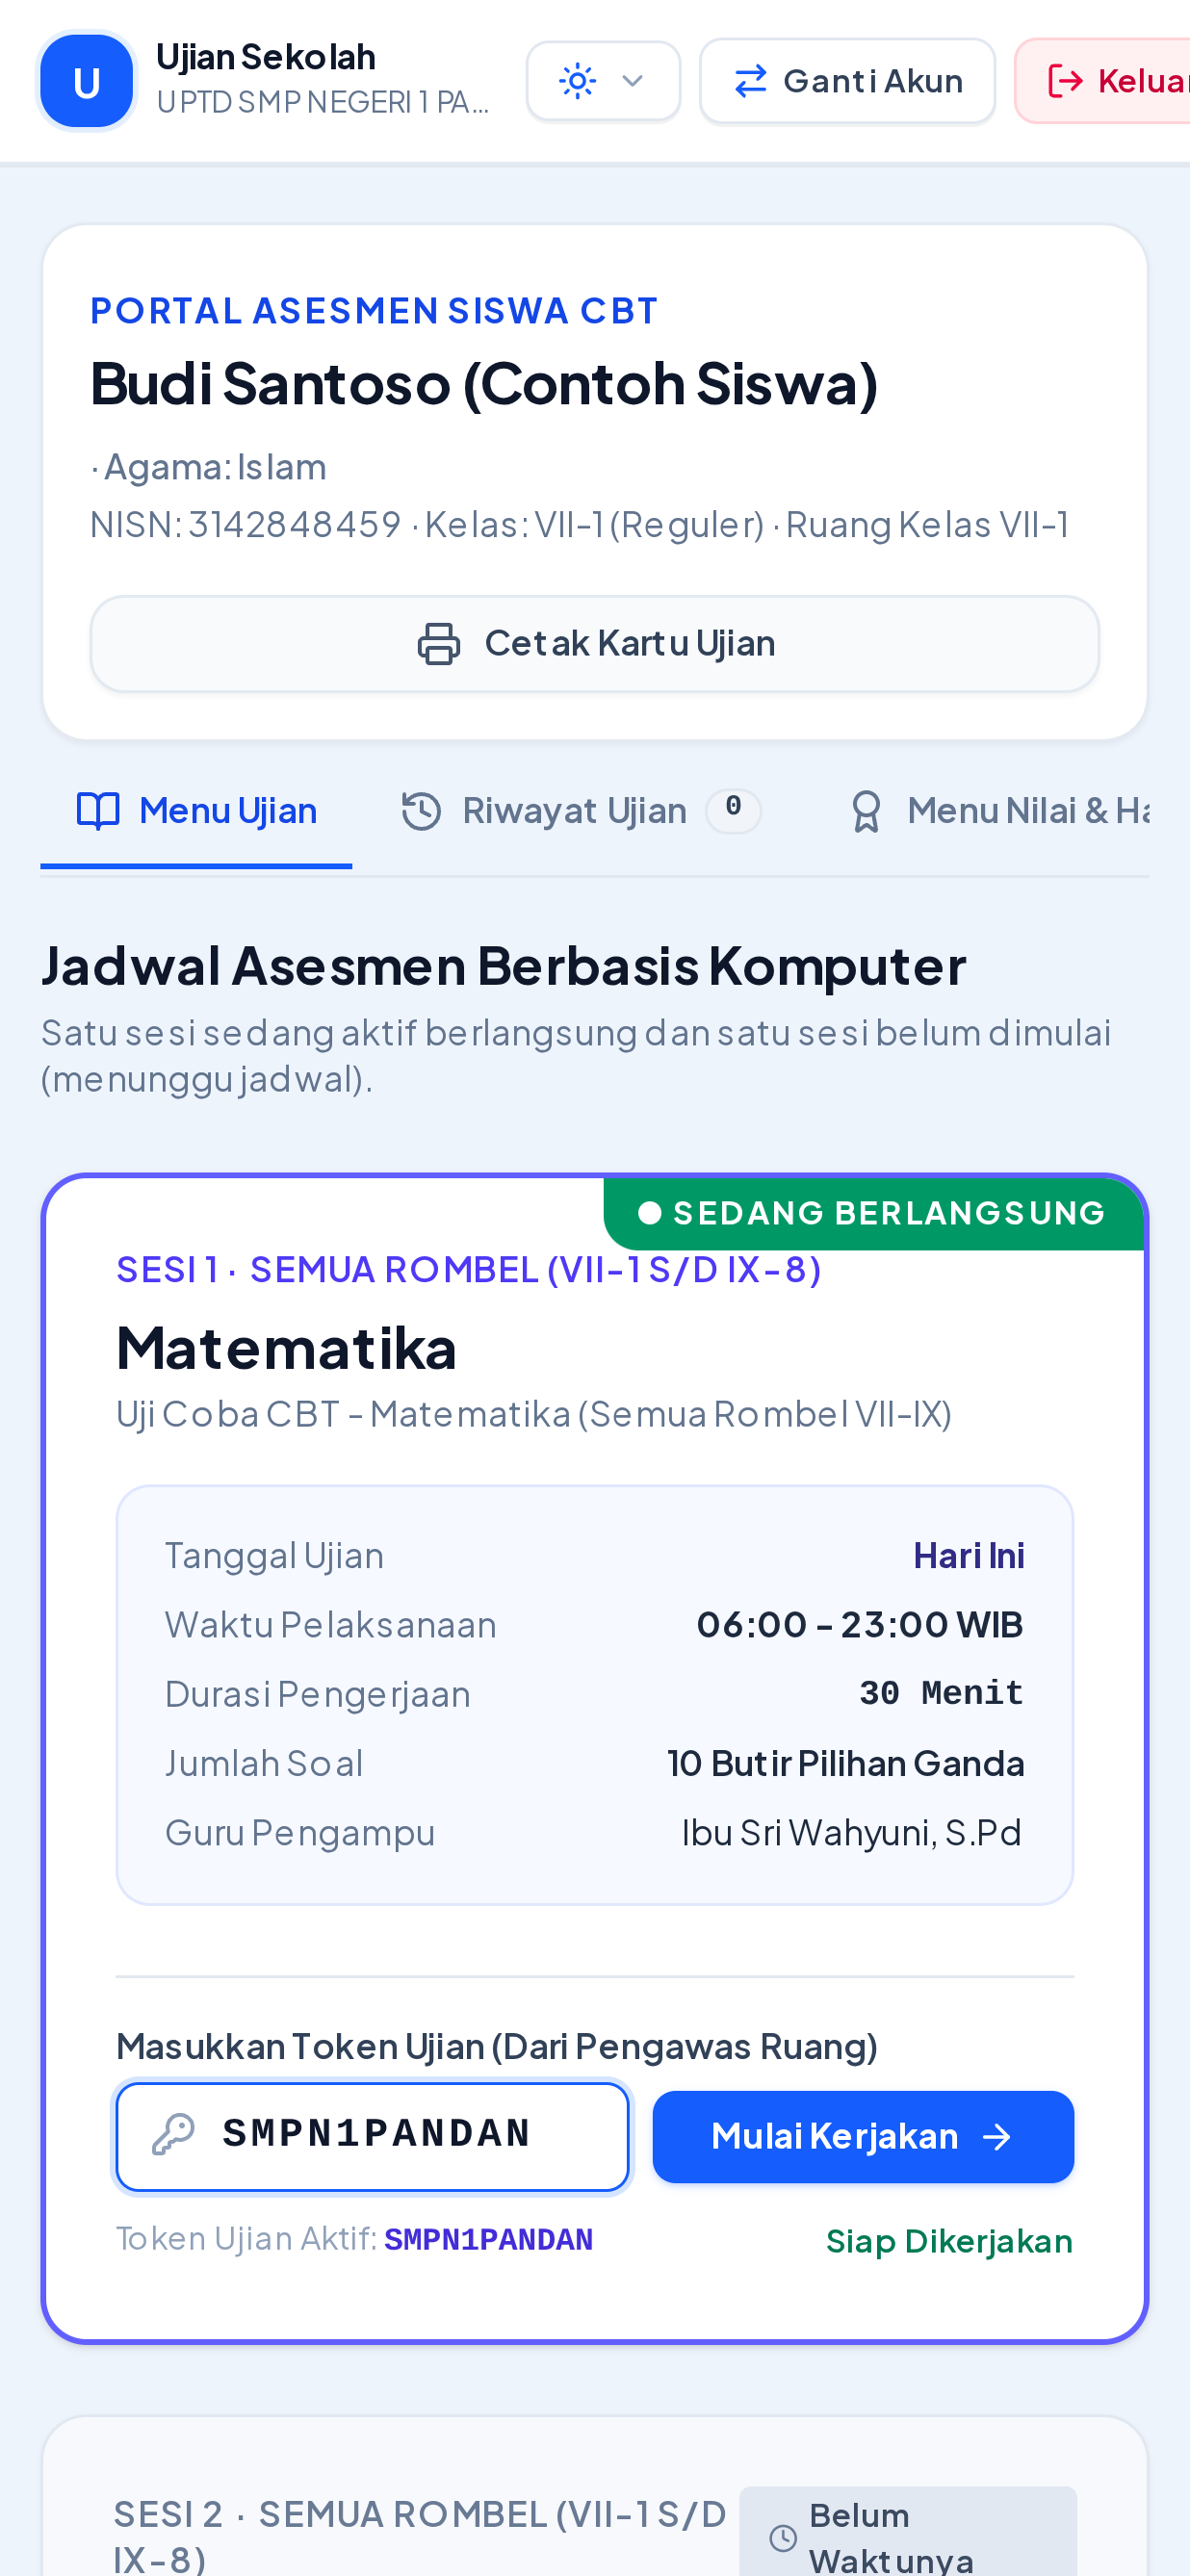 U
Ujian Sekolah
UPTD SMP NEGERI 1 PA...
Ganti Akun
Keluar
PORTAL ASESMEN SISWA CBT
Budi Santoso (Contoh Siswa)
· Agama: Islam
NISN: 3142848459 · Kelas: VII-1 (Reguler) · Ruang Kelas VII-1
Cetak Kartu Ujian
Menu Ujian
Riwayat Ujian 0
Menu Nilai & Ha
Jadwal Asesmen Berbasis Komputer
Satu sesi sedang aktif berlangsung dan satu sesi belum dimulai
(menunggu jadwal).
SEDANG BERLANGSUNG
SESI 1 · SEMUA ROMBEL (VII-1 S/D IX-8)
Matematika
Uji Coba CBT - Matematika (Semua Rombel VII-IX)
Tanggal Ujian Hari Ini
Waktu Pelaksanaan 06:00 - 23:00 WIB
Durasi Pengerjaan 30 Menit
Jumlah Soal 10 Butir Pilihan Ganda
Guru Pengampu Ibu Sri Wahyuni, S.Pd
Masukkan Token Ujian (Dari Pengawas Ruang)
SMPN1PANDAN
Mulai Kerjakan
Token Ujian Aktif: SMPN1PANDAN
Siap Dikerjakan
SESI 2 · SEMUA ROMBEL (VII-1 S/D
IX-8)
Belum
Waktunya